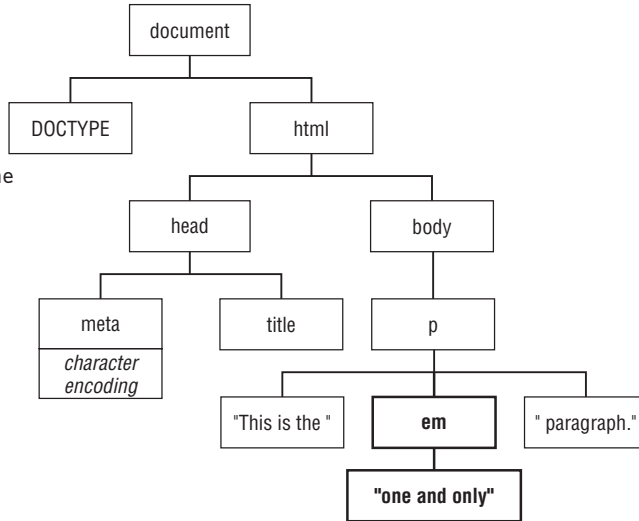 document
DOCTYPE
html
head
body
meta
title
p
character
encoding
"This is the "
em
" paragraph."
"one and only"